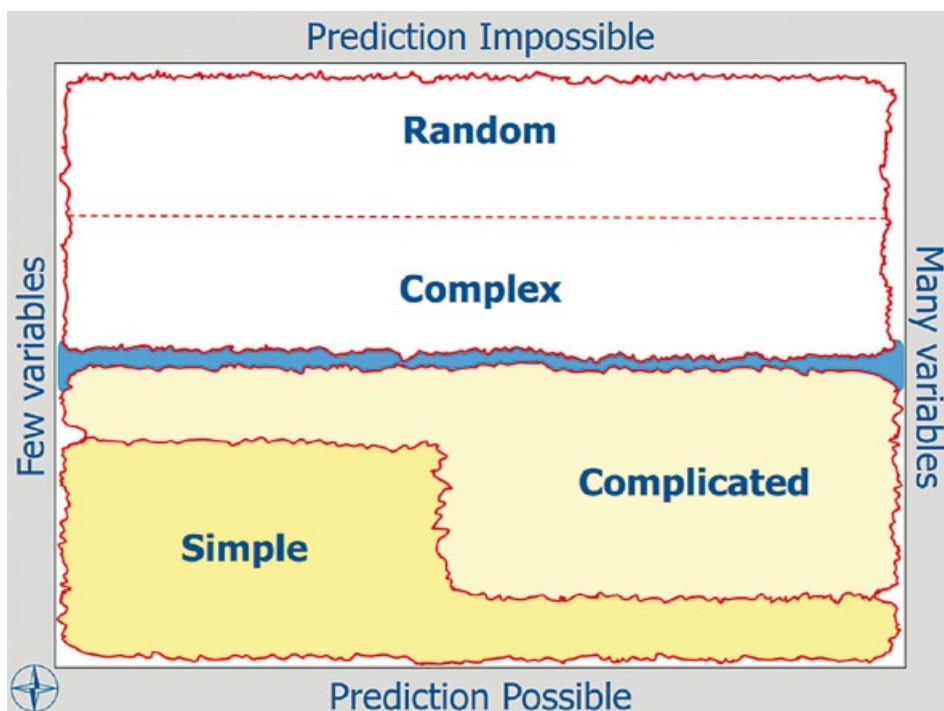 Prediction Impossible
Random
Complex
Few variables
Many variables
Complicated
Simple
Prediction Possible